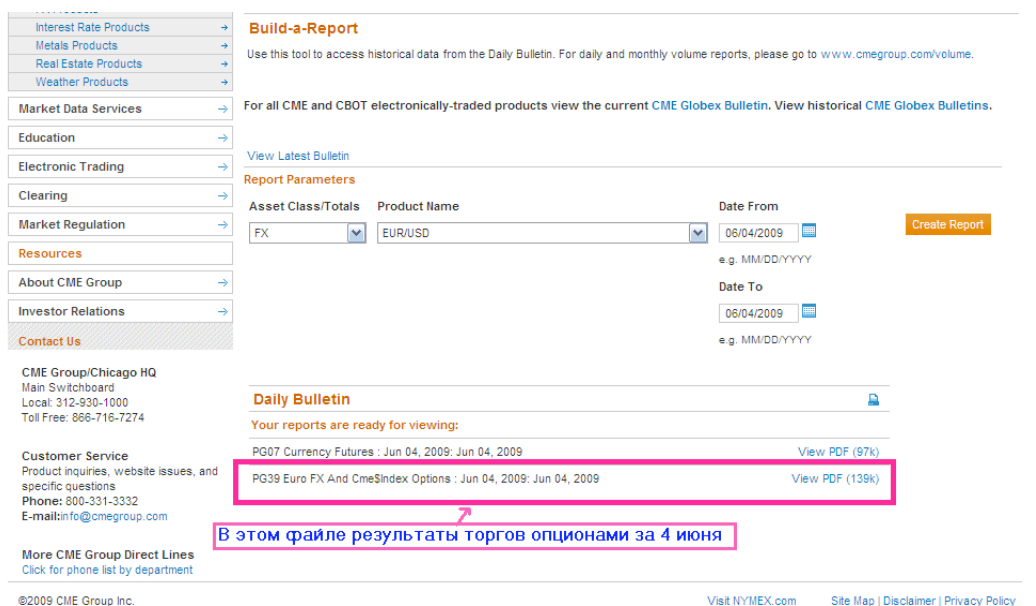 Interest Rate Products
Metals Products
Real Estate Products
Weather Products
Market Data Services
Education
Electronic Trading
Clearing
Market Regulation
Resources
About CME Group
Investor Relations
Contact Us
CME Group/Chicago HQ
Main Switchboard
Local: 312-930-1000
Toll Free: 866-716-7274
Customer Service
Product inquiries, website issues, and
specific questions
Phone: 800-331-3332
E-mail:info@cmegroup.com
More CME Group Direct Lines
Click for phone list by department
Build-a-Report
Use this tool to access historical data from the Daily Bulletin. For daily and monthly volume reports, please go to www.cmegroup.com/volume.
For all CME and CBOT electronically-traded products view the current CME Globex Bulletin. View historical CME Globex Bulletins.
View Latest Bulletin
Report Parameters
Asset Class/Totals Product Name Date From
FX EUR/USD 06/04/2009 Create Report
e.g. MM/DD/YYYY
Date To
06/04/2009
e.g. MM/DD/YYYY
Daily Bulletin
Your reports are ready for viewing:
PG07 Currency Futures : Jun 04, 2009: Jun 04, 2009 View PDF (97k)
PG39 Euro FX And Cme$Index Options : Jun 04, 2009: Jun 04, 2009 View PDF (139k)
В этом файле результаты торгов опционами за 4 июня
©2009 CME Group Inc. Visit NYMEX.com Site Map | Disclaimer | Privacy Policy